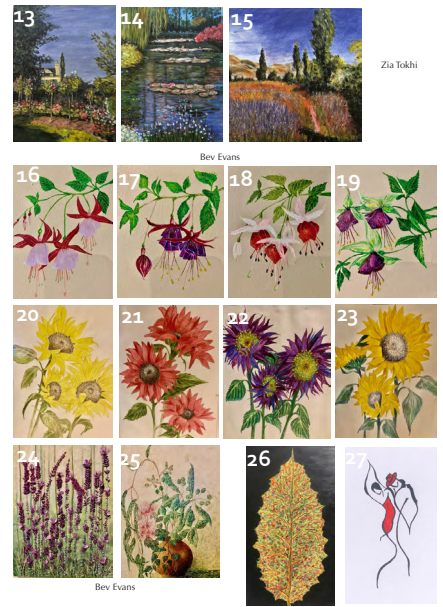 13 14 15
Zia Tokhi
Bev Evans
16 17 18 19
20 21 22 23
24 25 26 27
Bev Evans